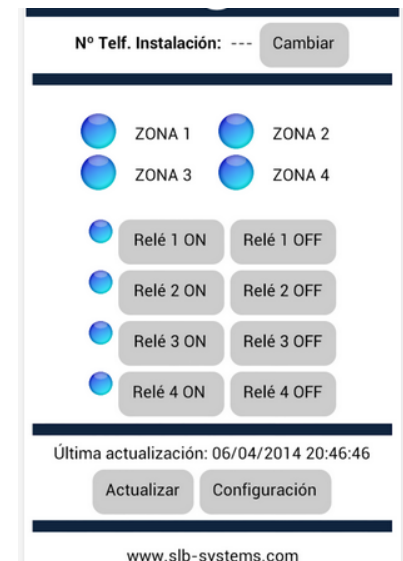 Nº Telf. Instalación: --- Cambiar
ZONA 1 ZONA 2
ZONA 3 ZONA 4
Relé 1 ON Relé 1 OFF
Relé 2 ON Relé 2 OFF
Relé 3 ON Relé 3 OFF
Relé 4 ON Relé 4 OFF
Última actualización: 06/04/2014 20:46:46
Actualizar Configuración
www.slb-systems.com